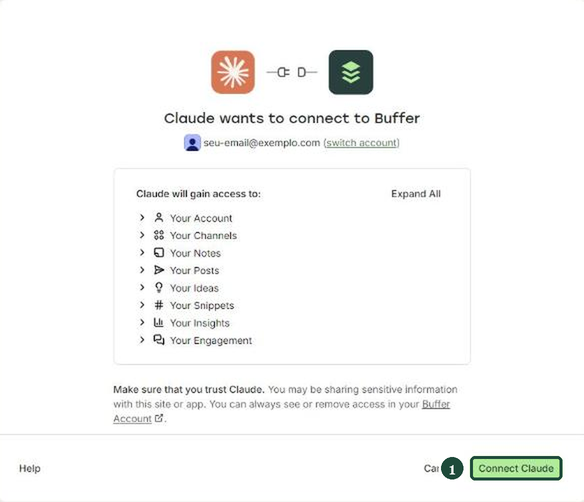 Claude wants to connect to Buffer
seu-email@exemplo.com (switch account)
Claude will gain access to:
Expand All
Your Account
Your Channels
Your Notes
Your Posts
Your Ideas
Your Snippets
Your Insights
Your Engagement
Make sure that you trust Claude. You may be sharing sensitive information
with this site or app. You can always see or remove access in your Buffer
Account.
Help
1
Connect Claude